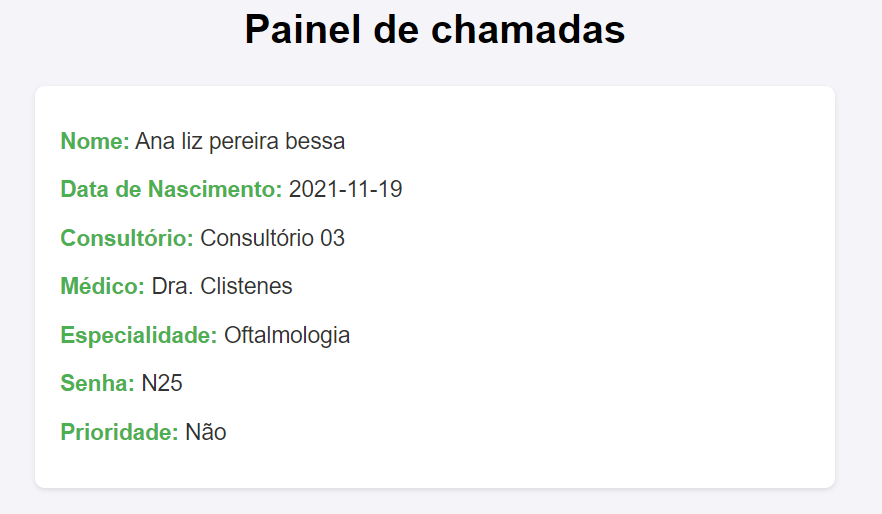 Painel de chamadas
Nome: Ana liz pereira bessa
Data de Nascimento: 2021-11-19
Consultório: Consultório 03
Médico: Dra. Clistenes
Especialidade: Oftalmologia
Senha: N25
Prioridade: Não